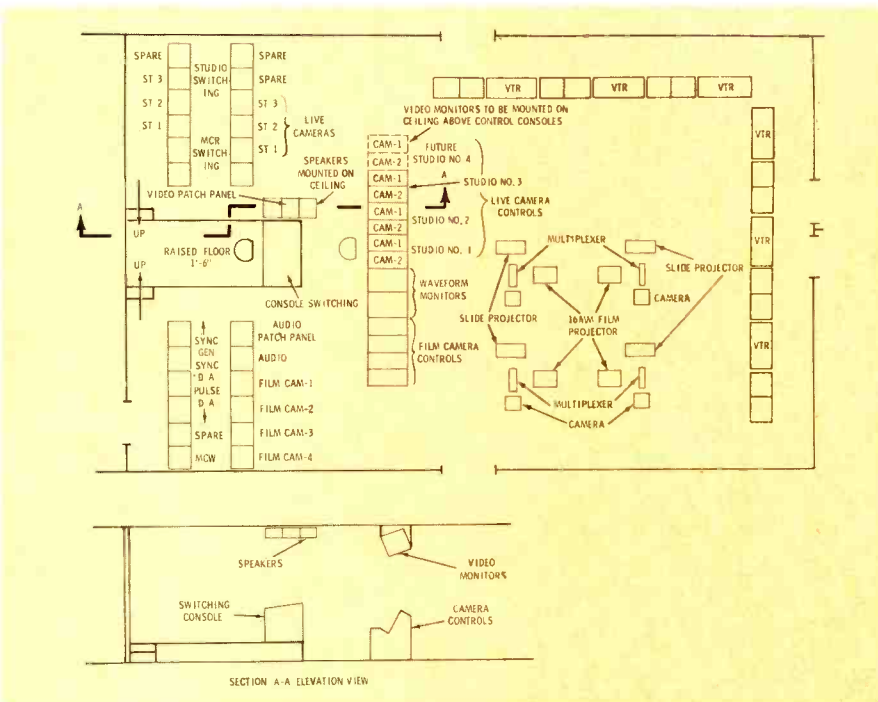 SPARE
ST 3
ST 2
ST 1
STUDIO
SWITCH-
ING
MCR
SWITCH-
ING
SPARE
SPARE
ST 3
ST 2
ST 1
LIVE
CAMERAS
SPEAKERS
MOUNTED ON
CEILING
VIDEO PATCH PANEL
A
UP
UP
RAISED FLOOR
1'-6"
CONSOLE SWITCHING
VTR
VTR
VTR
VIDEO MONITORS TO BE MOUNTED ON
CEILING ABOVE CONTROL CONSOLES
CAM-1
CAM-2
CAM-1
CAM-2
CAM-1
CAM-2
CAM-1
CAM-2
FUTURE
STUDIO NO. 4
A
STUDIO NO. 3
LIVE CAMERA
CONTROLS
STUDIO NO. 2
STUDIO NO. 1
WAVEFORM
MONITORS
FILM CAMERA
CONTROLS
MULTIPLEXER
SLIDE PROJECTOR
CAMERA
SLIDE PROJECTOR
16MM FILM
PROJECTOR
MULTIPLEXER
CAMERA
VTR
VTR
VTR
SYNC
GEN
SYNC
D A
PULSE
D A
SPARE
MCW
AUDIO
PATCH PANEL
AUDIO
FILM CAM-1
FILM CAM-2
FILM CAM-3
FILM CAM-4
SPEAKERS
VIDEO
MONITORS
SWITCHING
CONSOLE
CAMERA
CONTROLS
SECTION A-A ELEVATION VIEW